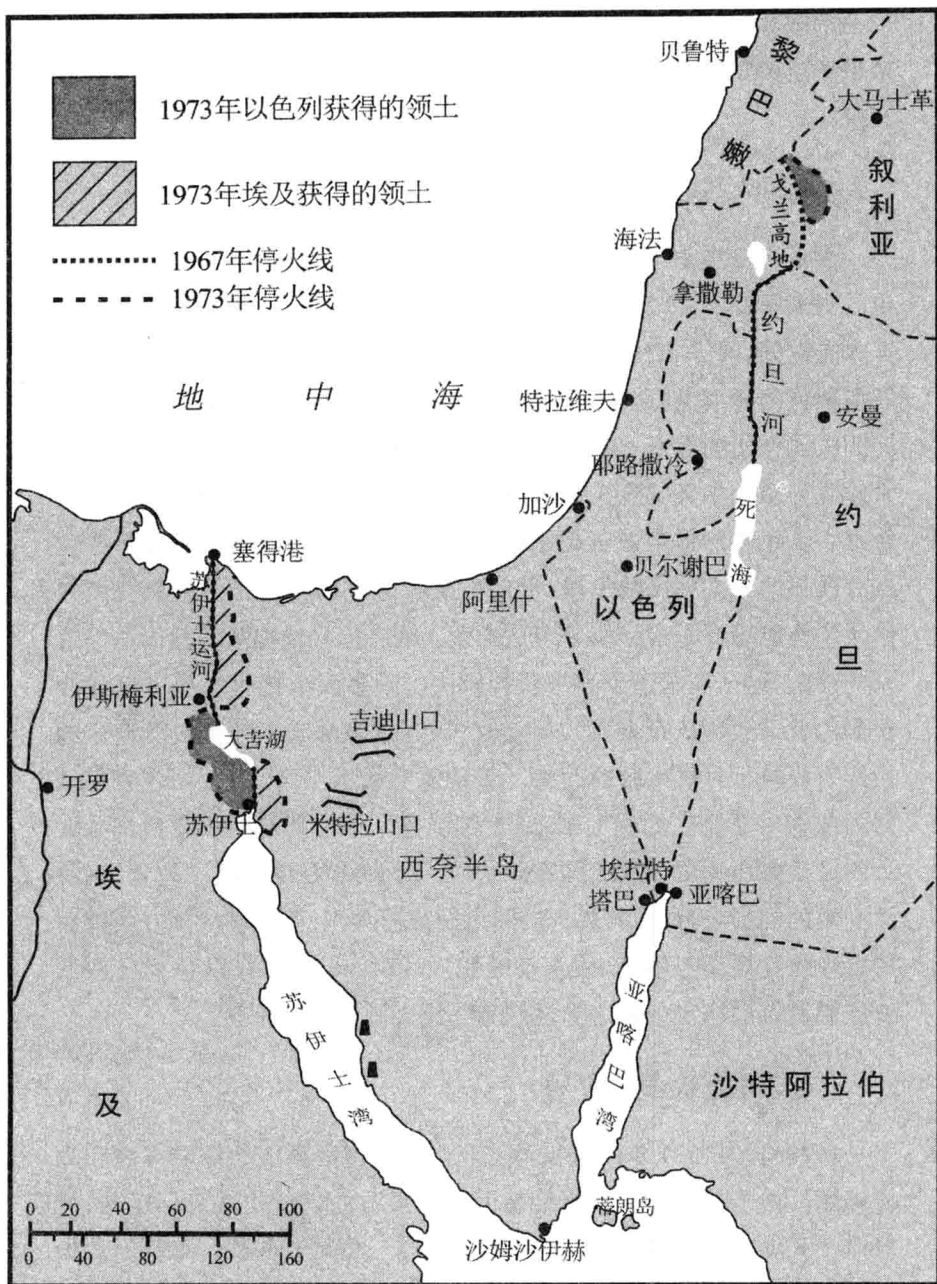 1973年以色列获得的领土
1973年埃及获得的领土
1967年停火线
1973年停火线
贝鲁特
黎巴嫩
大马士革
叙利亚
戈兰高地
海法
拿撒勒
约旦河
地中海
特拉维夫
安曼
耶路撒冷
加沙
死海
约旦
塞得港
贝尔谢巴
阿里什
以色列
苏伊士运河
伊斯梅利亚
吉迪山口
大苦湖
开罗
苏伊士
米特拉山口
西奈半岛
埃及
埃拉特
塔巴
亚喀巴
苏伊士湾
亚喀巴湾
沙特阿拉伯
蒂朗岛
沙姆沙伊赫
0 20 40 60 80 100
0 40 80 120 160